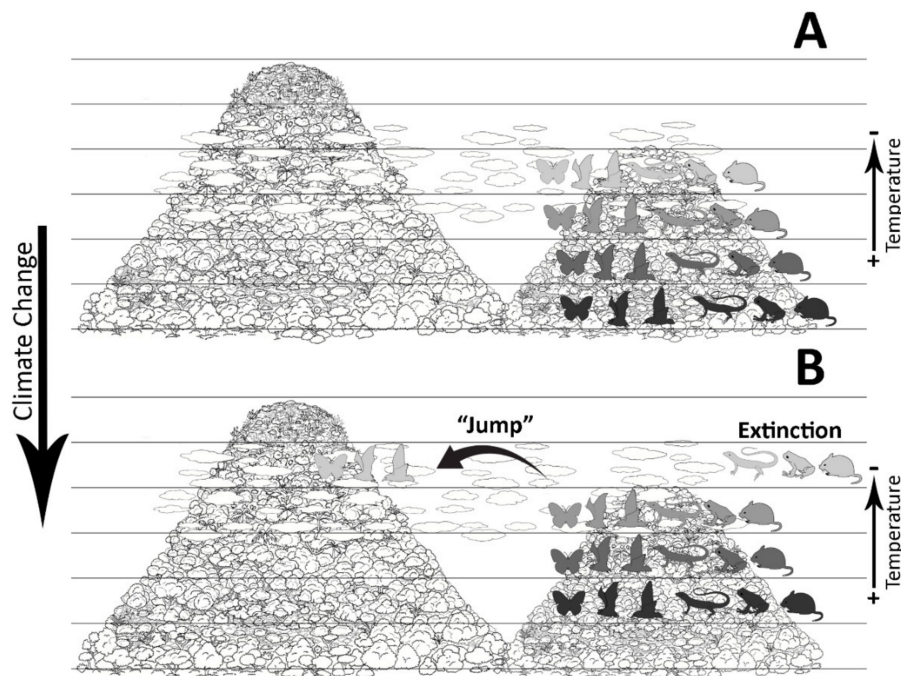 A
-
Temperature
+
Climate Change
B
"Jump"
Extinction
-
Temperature
+